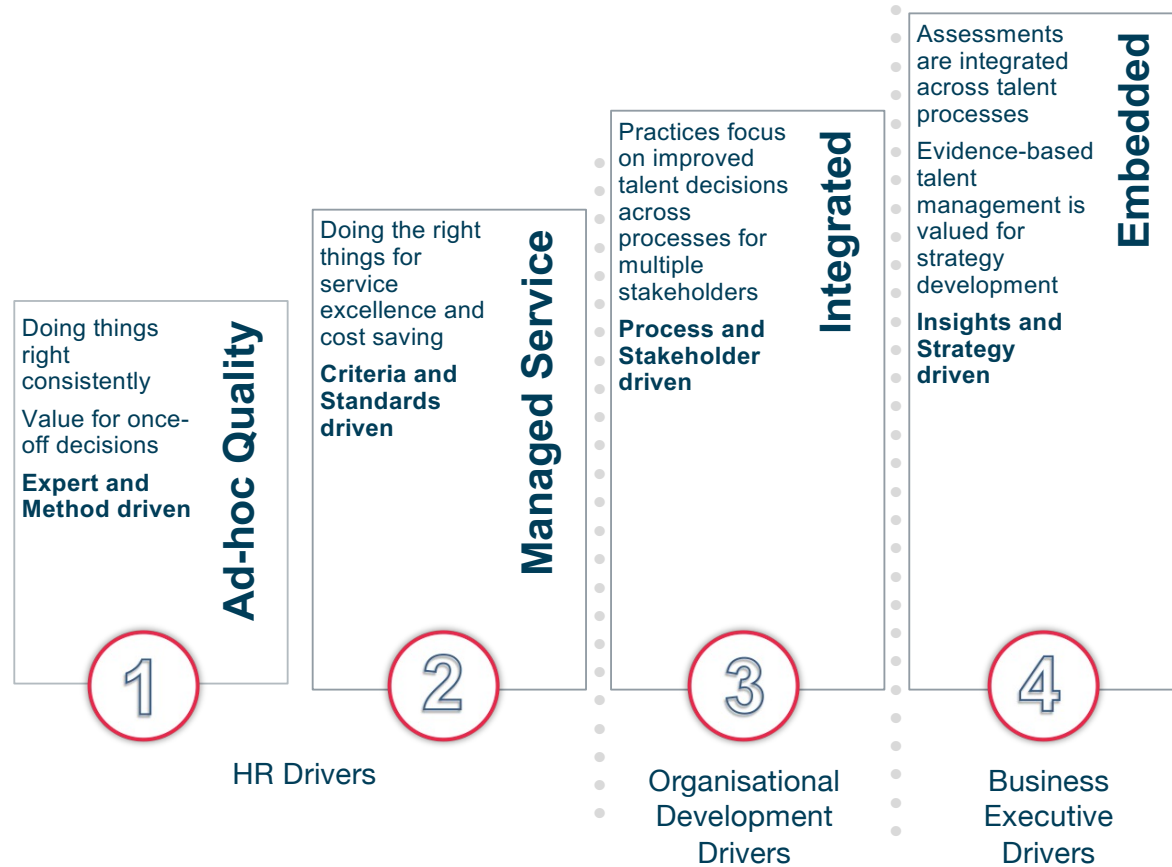 Doing things
right
consistently
Value for once-
off decisions
Expert and
Method driven
Ad-hoc Quality
1
Doing the right
things for
service
excellence and
cost saving
Criteria and
Standards
driven
Managed Service
2
HR Drivers
Practices focus
on improved
talent decisions
across
processes for
multiple
stakeholders
Process and
Stakeholder
driven
Integrated
3
Organisational
Development
Drivers
Assessments
are integrated
across talent
processes
Evidence-based
talent
management is
valued for
strategy
development
Insights and
Strategy
driven
Embedded
4
Business
Executive
Drivers